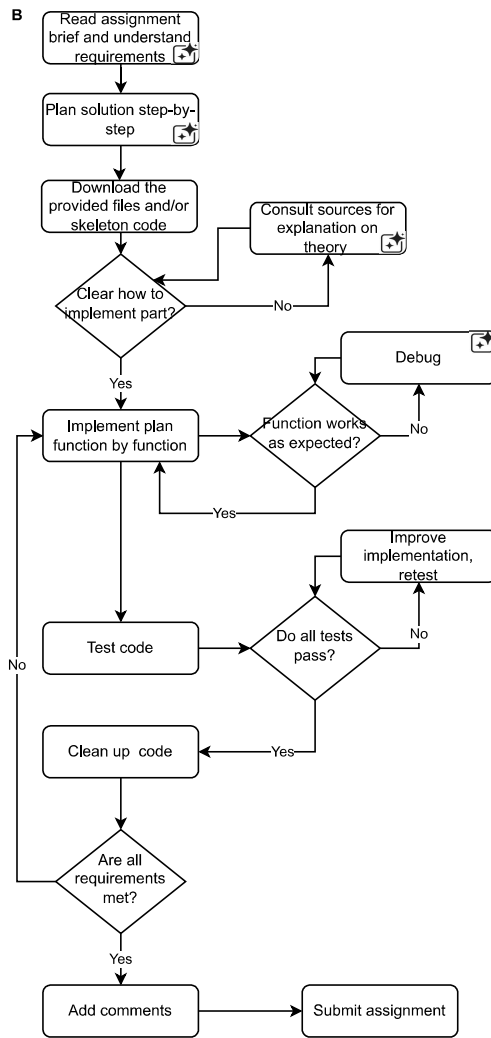 B
Read assignment
brief and understand
requirements
Plan solution step-by-
step
Download the
provided files and/or
skeleton code
Consult sources for
explanation on
theory
Clear how to
implement part?
No
Yes
Debug
Implement plan
function by function
Function works
as expected?
No
Yes
Improve
implementation,
retest
Test code
Do all tests
pass?
No
No
Clean up  code
Yes
Are all
requirements
met?
Yes
Add comments
Submit assignment